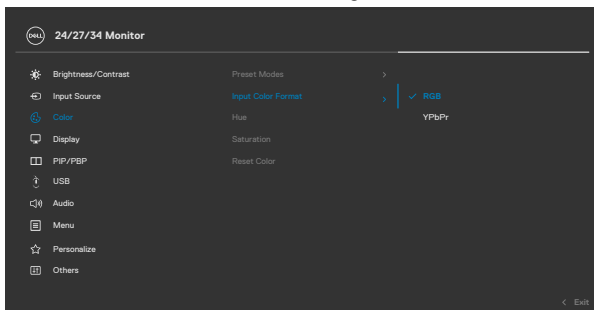 DELL 24/27/34 Monitor
Brightness/Contrast Preset Modes >
Input Source Input Color Format > ✓ RGB
Color Hue YPbPr
Display Saturation
PIP/PBP Reset Color
USB
Audio
Menu
Personalize
Others
< Exit